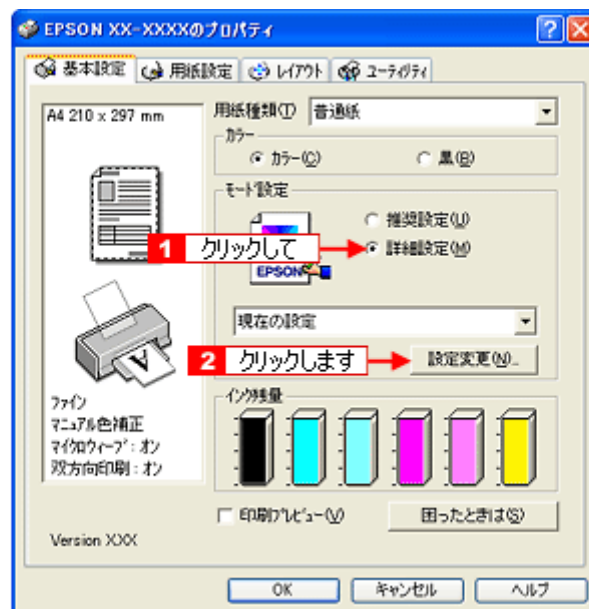 EPSON XX-XXXXのプロパティ
基本設定 用紙設定 レイアウト ユーティリティ
A4 210 x 297 mm
用紙種類(T) 普通紙
カラー
カラー(C) 黒(B)
モード設定
推奨設定(U)
1 クリックして 詳細設定(M)
EPSON
現在の設定
2 クリックします 設定変更(N)...
インク残量
A
ファイン
マニュアル色補正
マイクロウィーブ：オン
双方向印刷：オン
印刷プレビュー(V) 困ったときは(S)
Version XXX
OK キャンセル ヘルプ